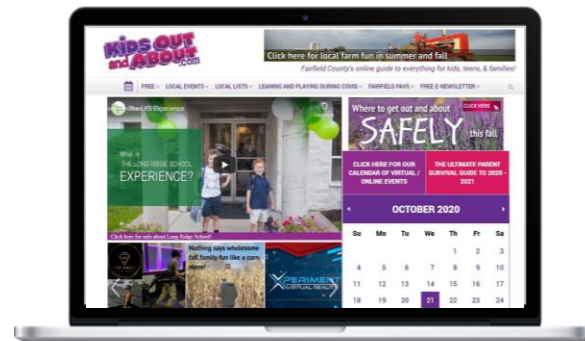 KIDS OUT
and ABOUT.com
Click here for local farm fun in summer and fall
Fairfield County's online guide to everything for kids, teens, & families!
FREE - LOCAL EVENTS - LOCAL LISTS - LEANING AND PLAYING DURING COVID - FAIRFIELD FAVS - FREE E-NEWSLETTER -
What is
THE LONG RIDGE SCHOOL
EXPERIENCE?
Click here for info about Long Ridge School!
Where to get out and about
CLICK HERE
SAFELY this fall
CLICK HERE FOR OUR
CALENDAR OF VIRTUAL /
ONLINE EVENTS
THE ULTIMATE PARENT
SURVIVAL GUIDE TO 2020 -
2021
OCTOBER 2020
Su Mo Tu We Th Fr Sa
1 2 3
4 5 6 7 8 9 10
11 12 13 14 15 16 17
18 19 20 21 22 23 24
Nothing says wholesome
fall family fun like a corn
maze!
XPERIMENT
VIRTUAL REALITY